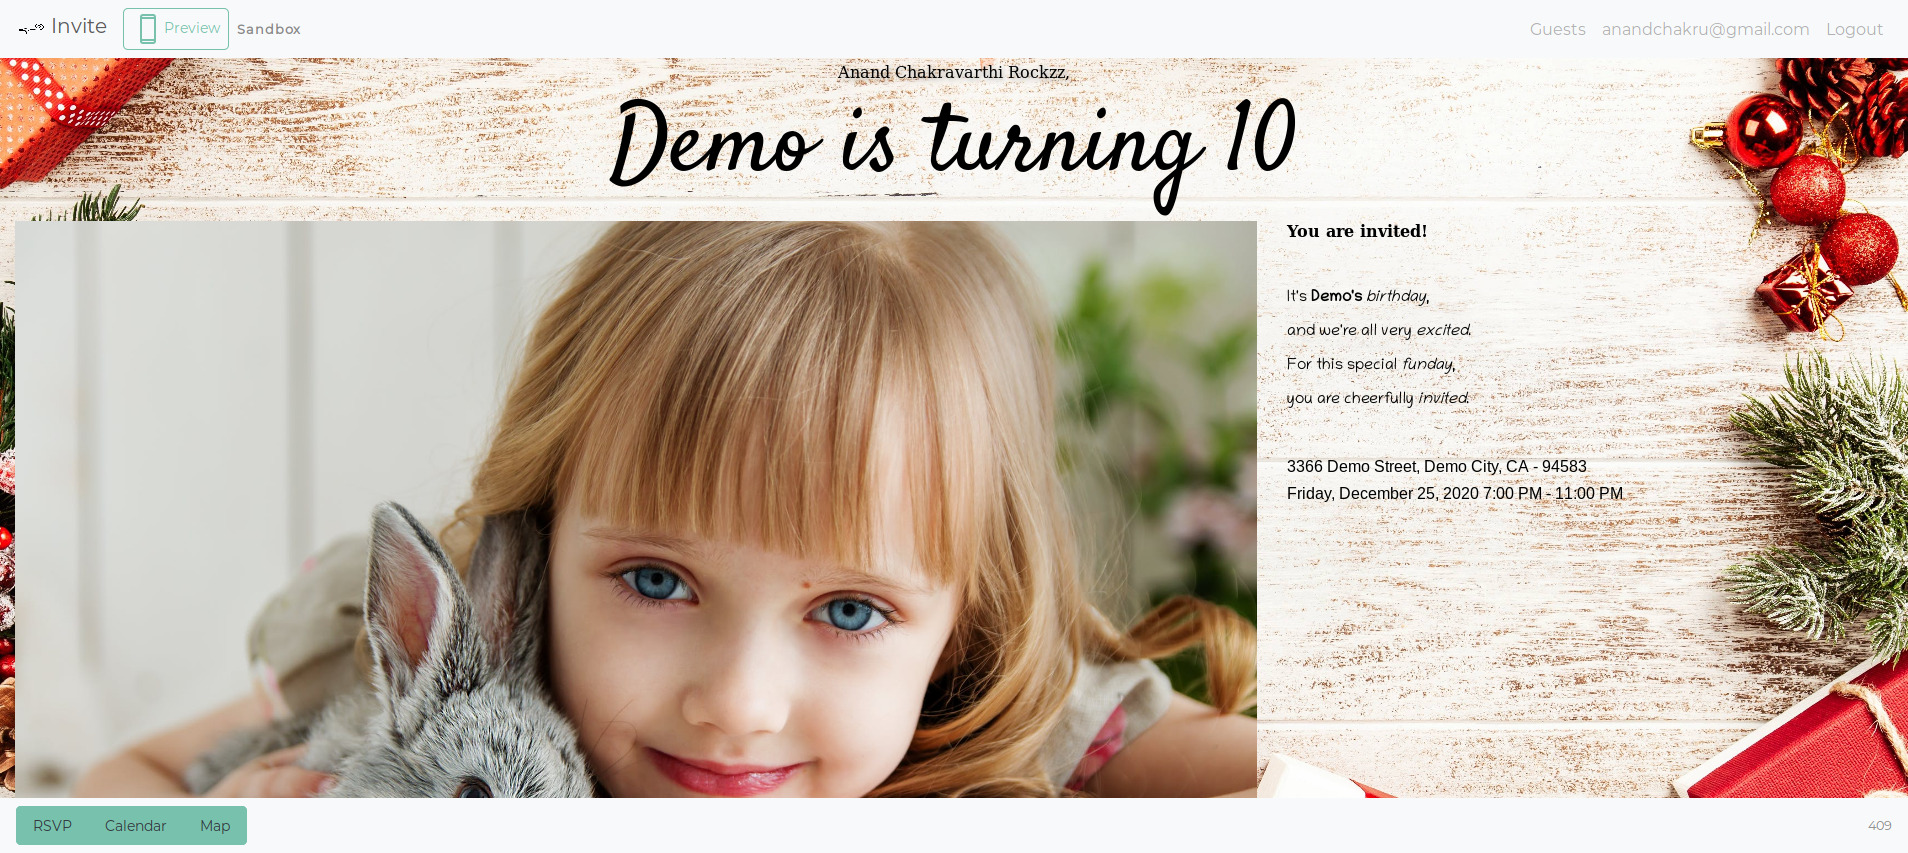 Invite
Preview
Sandbox
Guests
anandchakru@gmail.com
Logout
Anand Chakravarthi Rockzz,
Demo is turning 10
You are invited!
It's Demo's birthday,
and we're all very excited.
For this special funday,
you are cheerfully invited.
3366 Demo Street, Demo City, CA - 94583
Friday, December 25, 2020 7:00 PM - 11:00 PM
RSVP
Calendar
Map
409